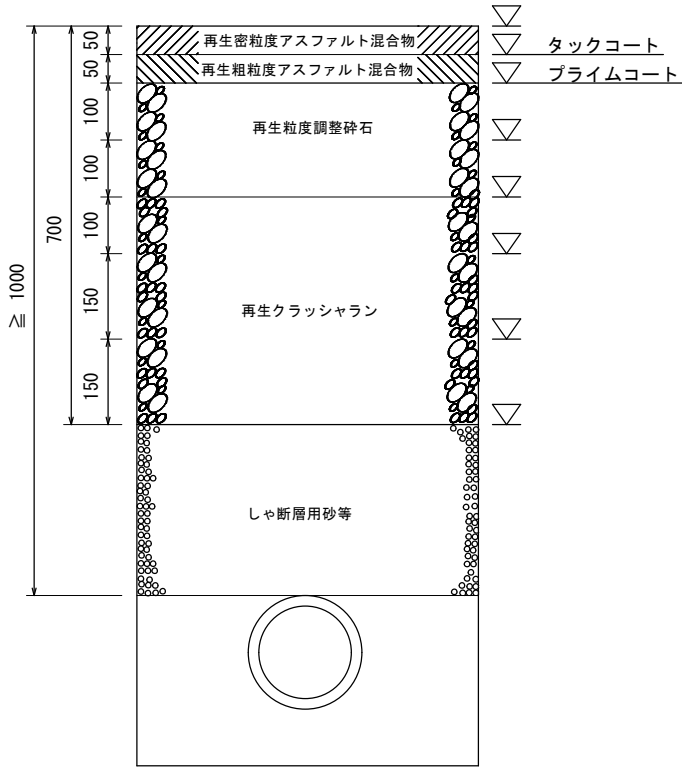 再生密粒度アスファルト混合物
タックコート
再生粗粒度アスファルト混合物
プライムコート
再生粒度調整砕石
再生クラッシャラン
しゃ断層用砂等
50
50
100
100
100
150
150
700
≧ 1000